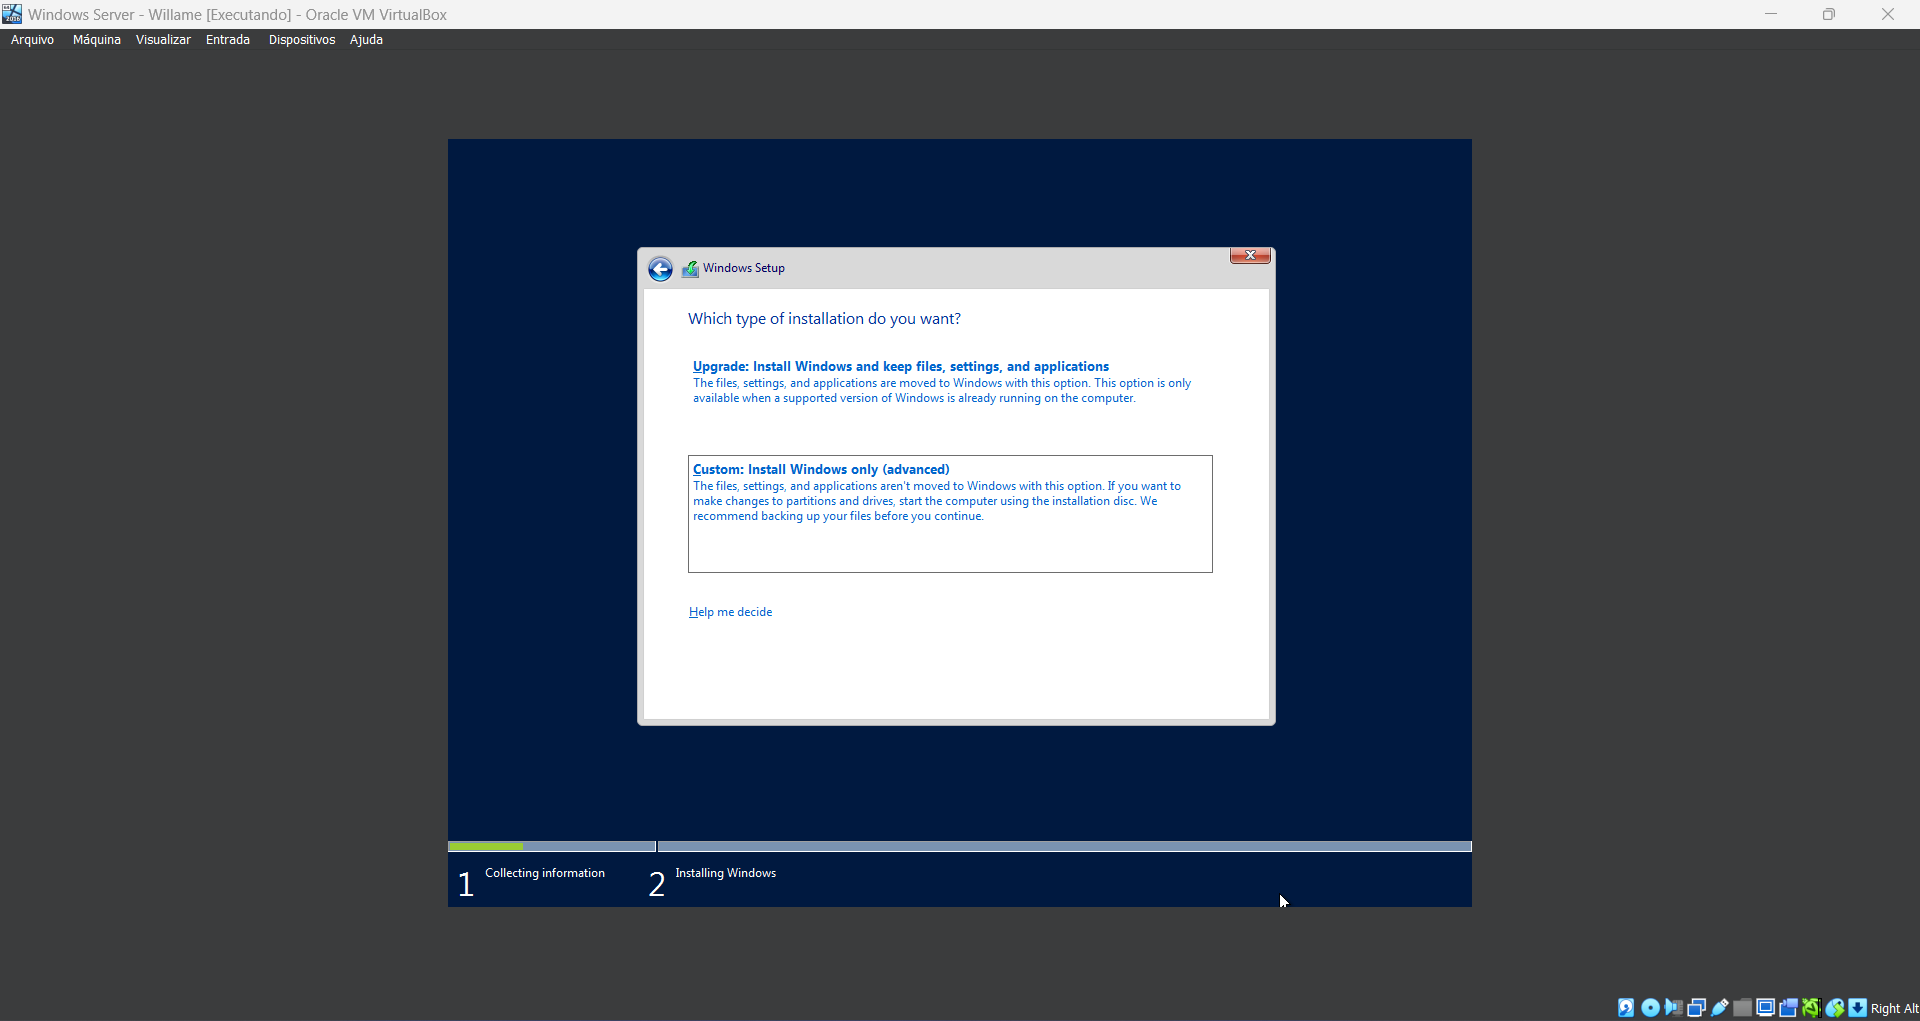 Windows Server - Willame [Executando] - Oracle VM VirtualBox
Arquivo Máquina Visualizar Entrada Dispositivos Ajuda
Windows Setup
Which type of installation do you want?
Upgrade: Install Windows and keep files, settings, and applications
The files, settings, and applications are moved to Windows with this option. This option is only
available when a supported version of Windows is already running on the computer.
Custom: Install Windows only (advanced)
The files, settings, and applications aren't moved to Windows with this option. If you want to
make changes to partitions and drives, start the computer using the installation disc. We
recommend backing up your files before you continue.
Help me decide
1 Collecting information 2 Installing Windows
Right Alt